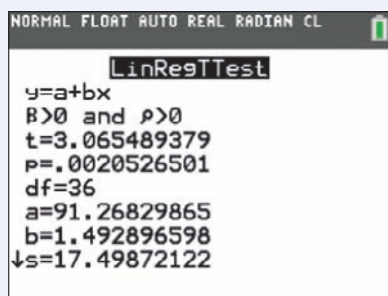 NORMAL FLOAT AUTO REAL RADIAN CL
LinRegTTest
y=a+bx
β>0 and ρ>0
t=3.065489379
p=.0020526501
df=36
a=91.26829865
b=1.492896598
↓s=17.49872122